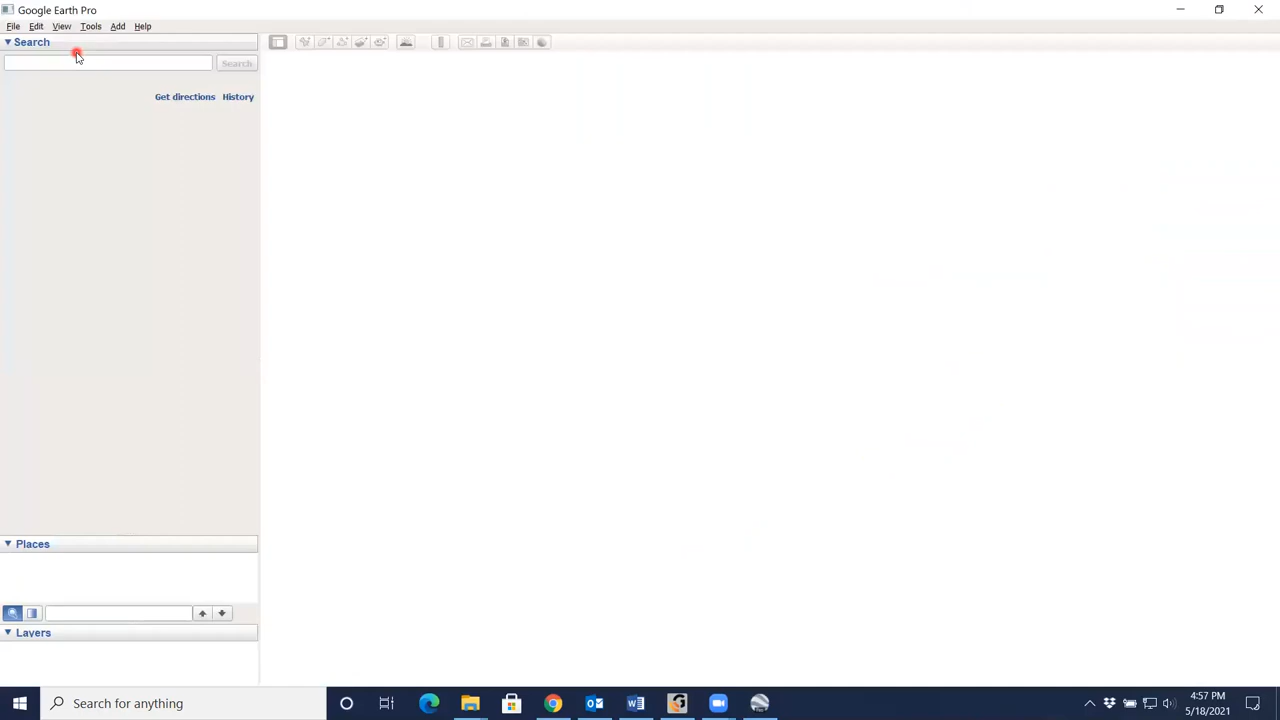 Google Earth Pro
File Edit View Tools Add Help
Search
Search
Get directions History
Places
Layers
Search for anything
4:57 PM
5/18/2021